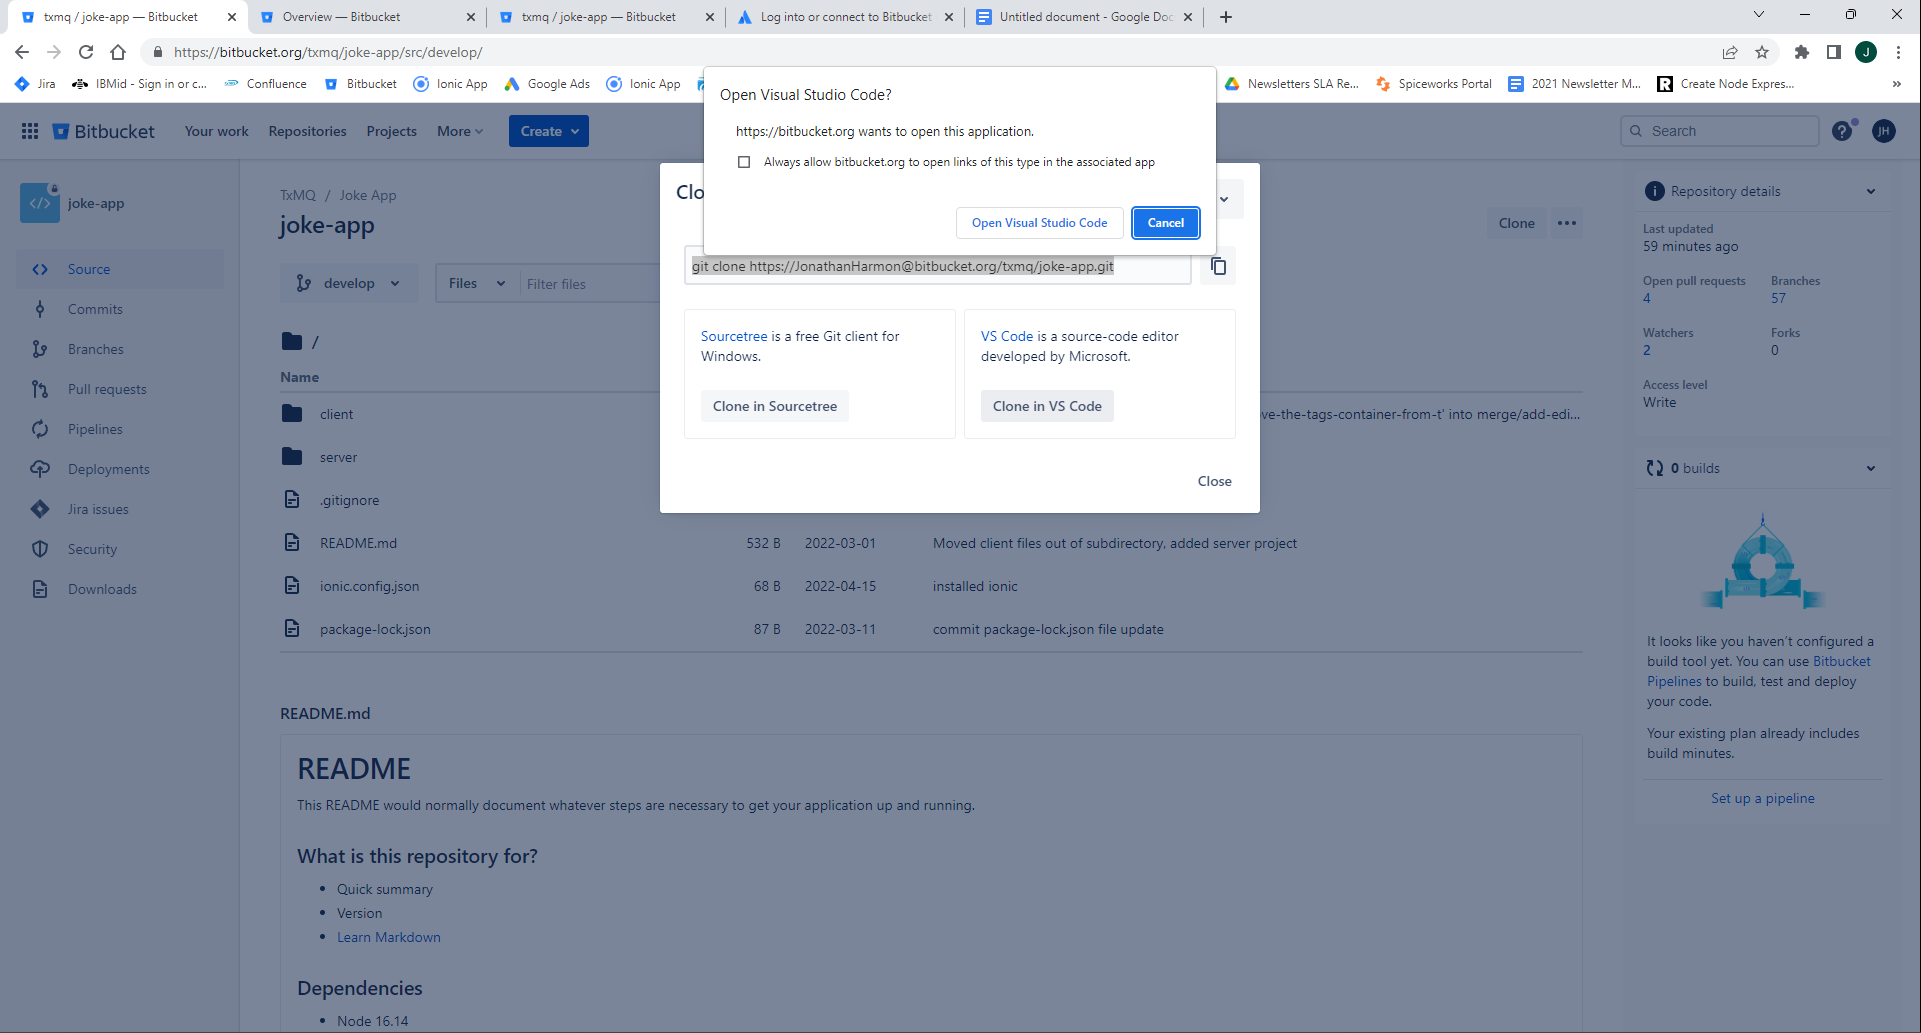 txmq / joke-app — Bitbucket
Overview — Bitbucket
txmq / joke-app — Bitbucket
Log into or connect to Bitbucket
Untitled document - Google Doc
https://bitbucket.org/txmq/joke-app/src/develop/
J
Jira
IBMid - Sign in or c...
Confluence
Bitbucket
Ionic App
Google Ads
Ionic App
Newsletters SLA Re...
Spiceworks Portal
2021 Newsletter M...
Create Node Expres...
»
Open Visual Studio Code?
https://bitbucket.org wants to open this application.
Always allow bitbucket.org to open links of this type in the associated app
Open Visual Studio Code
Cancel
Bitbucket
Your work
Repositories
Projects
More
Create
Search
JH
joke-app
Source
Commits
Branches
Pull requests
Pipelines
Deployments
Jira issues
Security
Downloads
TxMQ / Joke App
joke-app
Clone
develop
Files
Filter files
/
Name
client
ve-the-tags-container-from-t' into merge/add-edi...
server
.gitignore
README.md 532 B 2022-03-01 Moved client files out of subdirectory, added server project
ionic.config.json 68 B 2022-04-15 installed ionic
package-lock.json 87 B 2022-03-11 commit package-lock.json file update
Clo
git clone https://JonathanHarmon@bitbucket.org/txmq/joke-app.git
Sourcetree is a free Git client for
Windows.
Clone in Sourcetree
VS Code is a source-code editor
developed by Microsoft.
Clone in VS Code
Close
README.md
README
This README would normally document whatever steps are necessary to get your application up and running.
What is this repository for?
• Quick summary
• Version
• Learn Markdown
Dependencies
• Node 16.14
Repository details
Last updated
59 minutes ago
Open pull requests
4
Branches
57
Watchers
2
Forks
0
Access level
Write
0 builds
It looks like you haven't configured a
build tool yet. You can use Bitbucket
Pipelines to build, test and deploy
your code.
Your existing plan already includes
build minutes.
Set up a pipeline